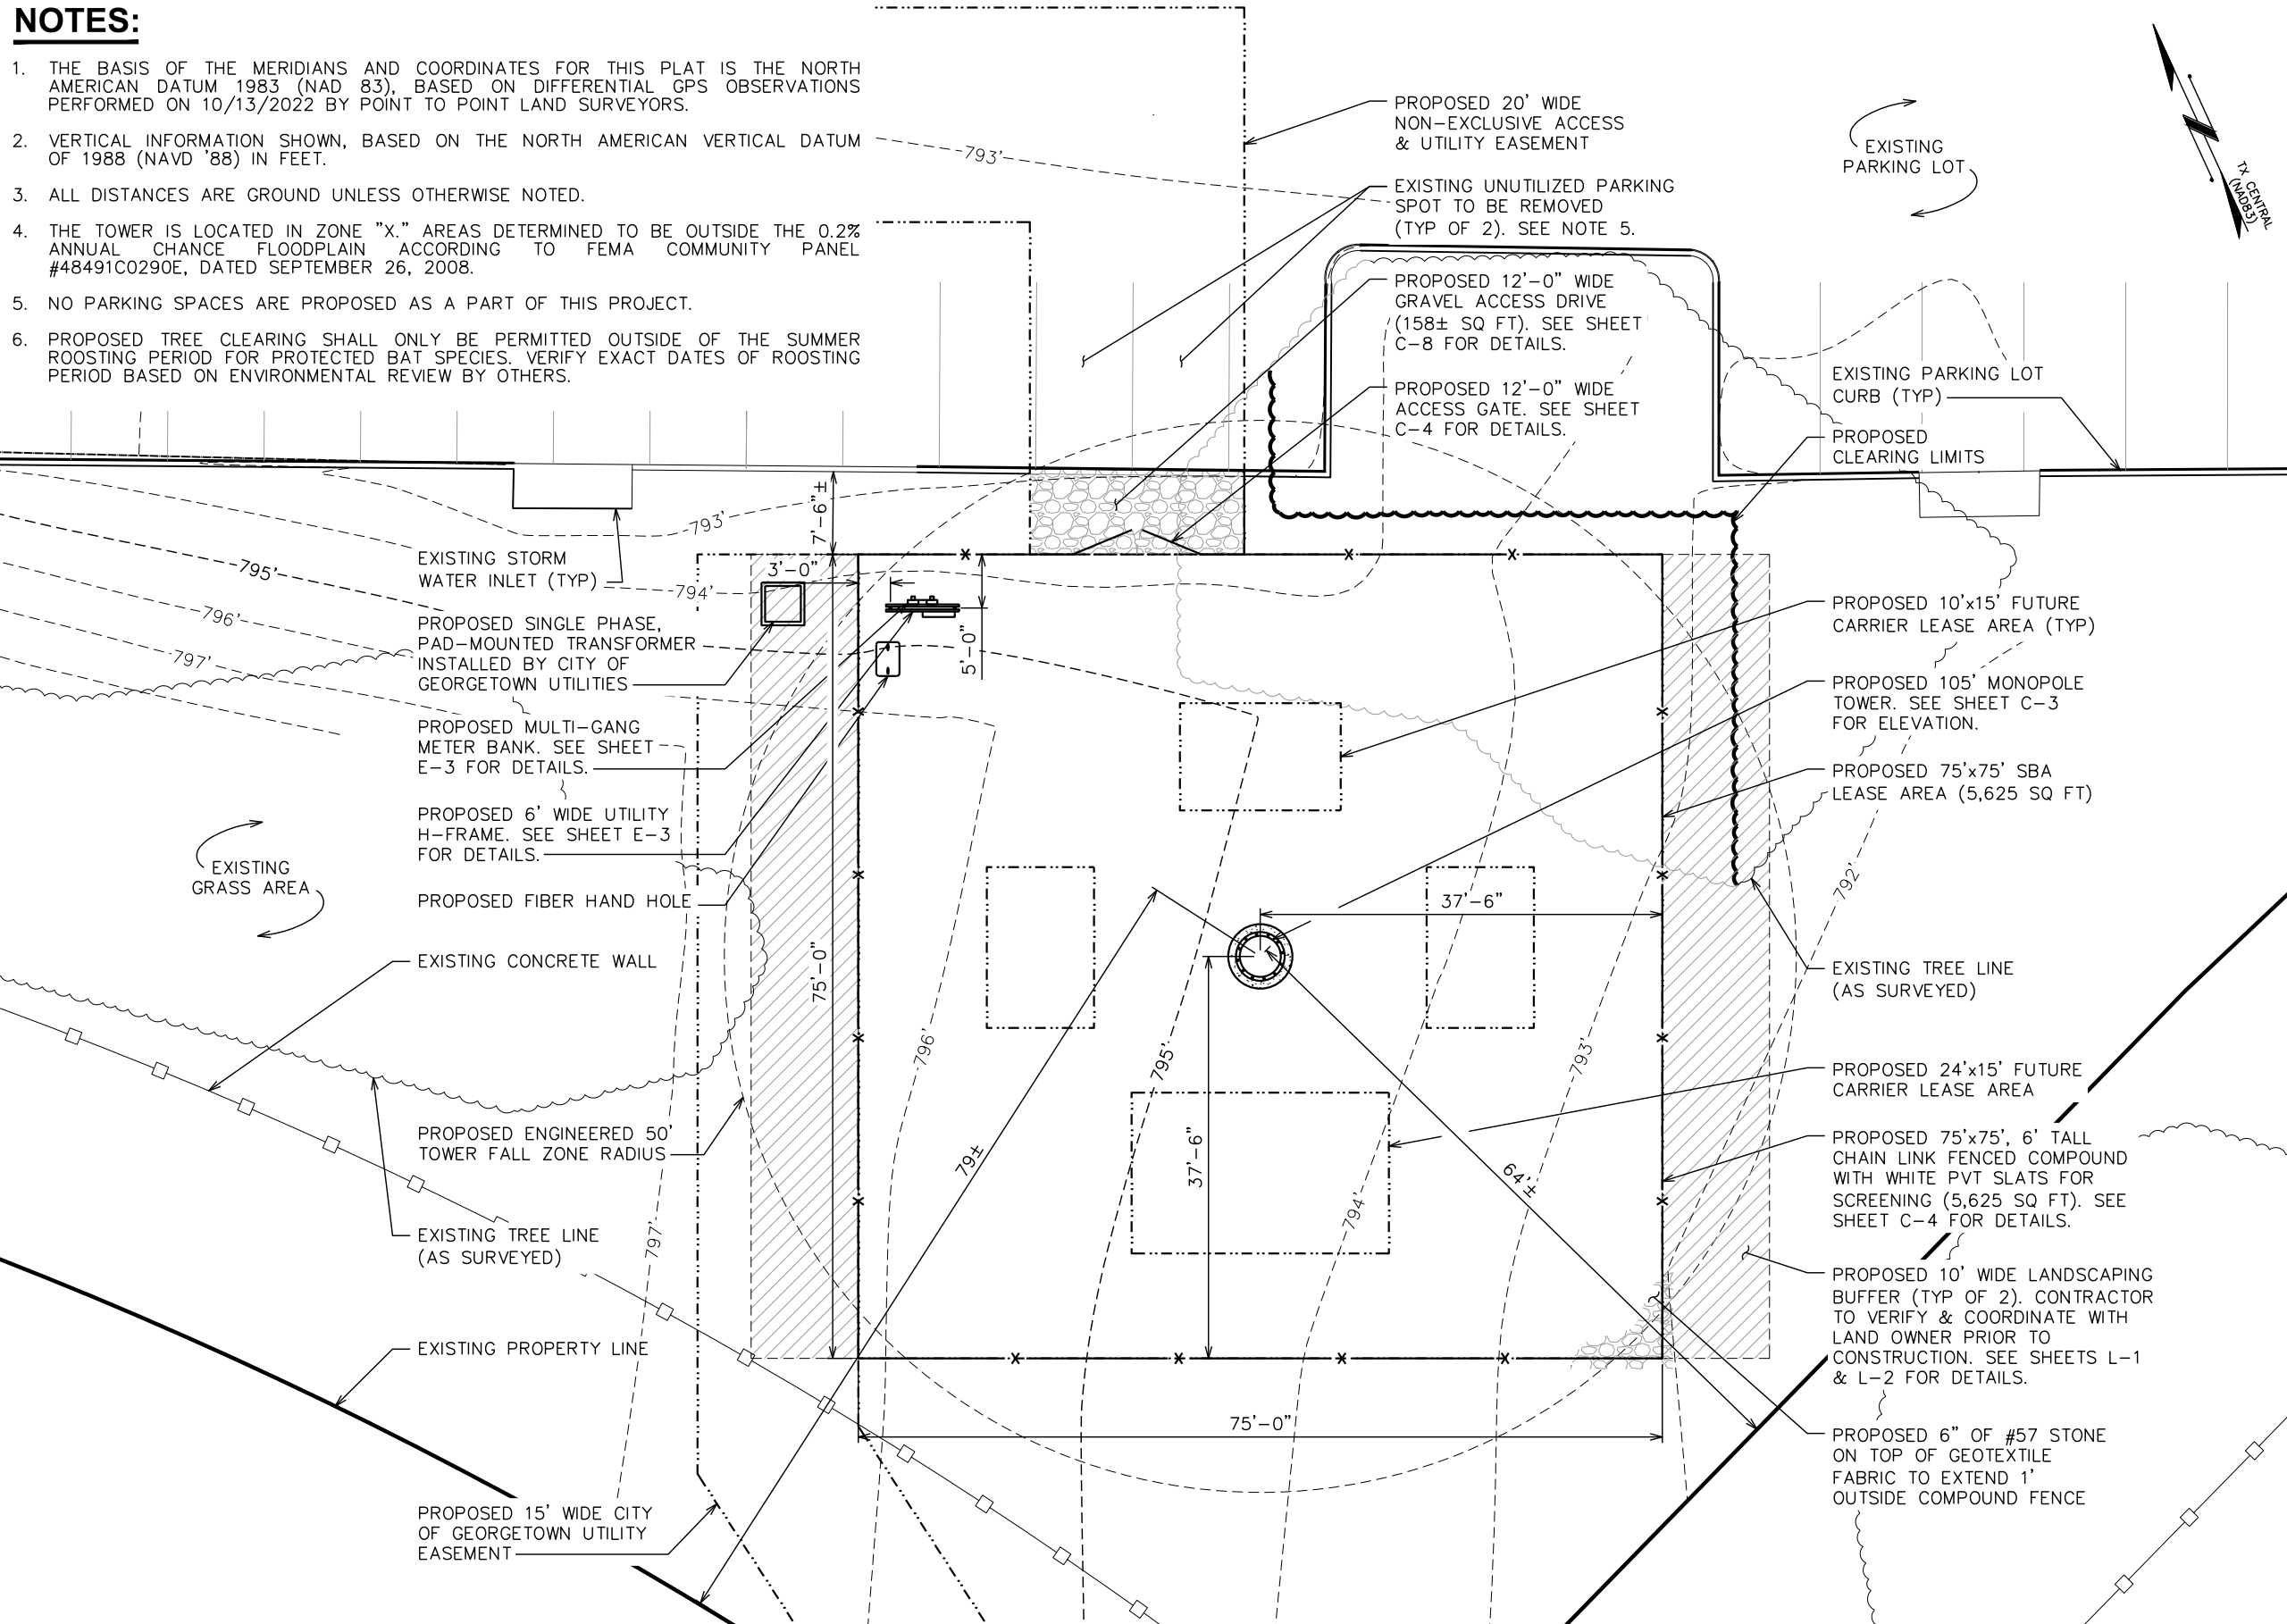 NOTES:
1. THE BASIS OF THE MERIDIANS AND COORDINATES FOR THIS PLAT IS THE NORTH
AMERICAN DATUM 1983 (NAD 83), BASED ON DIFFERENTIAL GPS OBSERVATIONS
PERFORMED ON 10/13/2022 BY POINT TO POINT LAND SURVEYORS.
2. VERTICAL INFORMATION SHOWN, BASED ON THE NORTH AMERICAN VERTICAL DATUM
OF 1988 (NAVD '88) IN FEET.
3. ALL DISTANCES ARE GROUND UNLESS OTHERWISE NOTED.
4. THE TOWER IS LOCATED IN ZONE "X." AREAS DETERMINED TO BE OUTSIDE THE 0.2%
ANNUAL CHANCE FLOODPLAIN ACCORDING TO FEMA COMMUNITY PANEL
#48491C0290E, DATED SEPTEMBER 26, 2008.
5. NO PARKING SPACES ARE PROPOSED AS A PART OF THIS PROJECT.
6. PROPOSED TREE CLEARING SHALL ONLY BE PERMITTED OUTSIDE OF THE SUMMER
ROOSTING PERIOD FOR PROTECTED BAT SPECIES. VERIFY EXACT DATES OF ROOSTING
PERIOD BASED ON ENVIRONMENTAL REVIEW BY OTHERS.
793'
PROPOSED 20' WIDE
NON-EXCLUSIVE ACCESS
& UTILITY EASEMENT
EXISTING UNUTILIZED PARKING
SPOT TO BE REMOVED
(TYP OF 2). SEE NOTE 5.
PROPOSED 12'-0" WIDE
GRAVEL ACCESS DRIVE
(158± SQ FT). SEE SHEET
C-8 FOR DETAILS.
PROPOSED 12'-0" WIDE
ACCESS GATE. SEE SHEET
C-4 FOR DETAILS.
EXISTING
PARKING LOT
TX CENTRAL
(NAD83)
EXISTING PARKING LOT
CURB (TYP)
PROPOSED
CLEARING LIMITS
PROPOSED 10'x15' FUTURE
CARRIER LEASE AREA (TYP)
PROPOSED 105' MONOPOLE
TOWER. SEE SHEET C-3
FOR ELEVATION.
PROPOSED 75'x75' SBA
LEASE AREA (5,625 SQ FT)
792'
EXISTING TREE LINE
(AS SURVEYED)
PROPOSED 24'x15' FUTURE
CARRIER LEASE AREA
PROPOSED 75'x75', 6' TALL
CHAIN LINK FENCED COMPOUND
WITH WHITE PVT SLATS FOR
SCREENING (5,625 SQ FT). SEE
SHEET C-4 FOR DETAILS.
PROPOSED 10' WIDE LANDSCAPING
BUFFER (TYP OF 2). CONTRACTOR
TO VERIFY & COORDINATE WITH
LAND OWNER PRIOR TO
CONSTRUCTION. SEE SHEETS L-1
& L-2 FOR DETAILS.
PROPOSED 6" OF #57 STONE
ON TOP OF GEOTEXTILE
FABRIC TO EXTEND 1'
OUTSIDE COMPOUND FENCE
793'
7'-6"±
795'
796'
797'
794'
3'-0"
5'-0"
EXISTING STORM
WATER INLET (TYP)
PROPOSED SINGLE PHASE,
PAD-MOUNTED TRANSFORMER
INSTALLED BY CITY OF
GEORGETOWN UTILITIES
PROPOSED MULTI-GANG
METER BANK. SEE SHEET
E-3 FOR DETAILS.
PROPOSED 6' WIDE UTILITY
H-FRAME. SEE SHEET E-3
FOR DETAILS.
EXISTING
GRASS AREA
PROPOSED FIBER HAND HOLE
EXISTING CONCRETE WALL
PROPOSED ENGINEERED 50'
TOWER FALL ZONE RADIUS
EXISTING TREE LINE
(AS SURVEYED)
EXISTING PROPERTY LINE
PROPOSED 15' WIDE CITY
OF GEORGETOWN UTILITY
EASEMENT
797'
75'-0"
796'
795'
794'
793'
37'-6"
37'-6"
79±
64'±
75'-0"